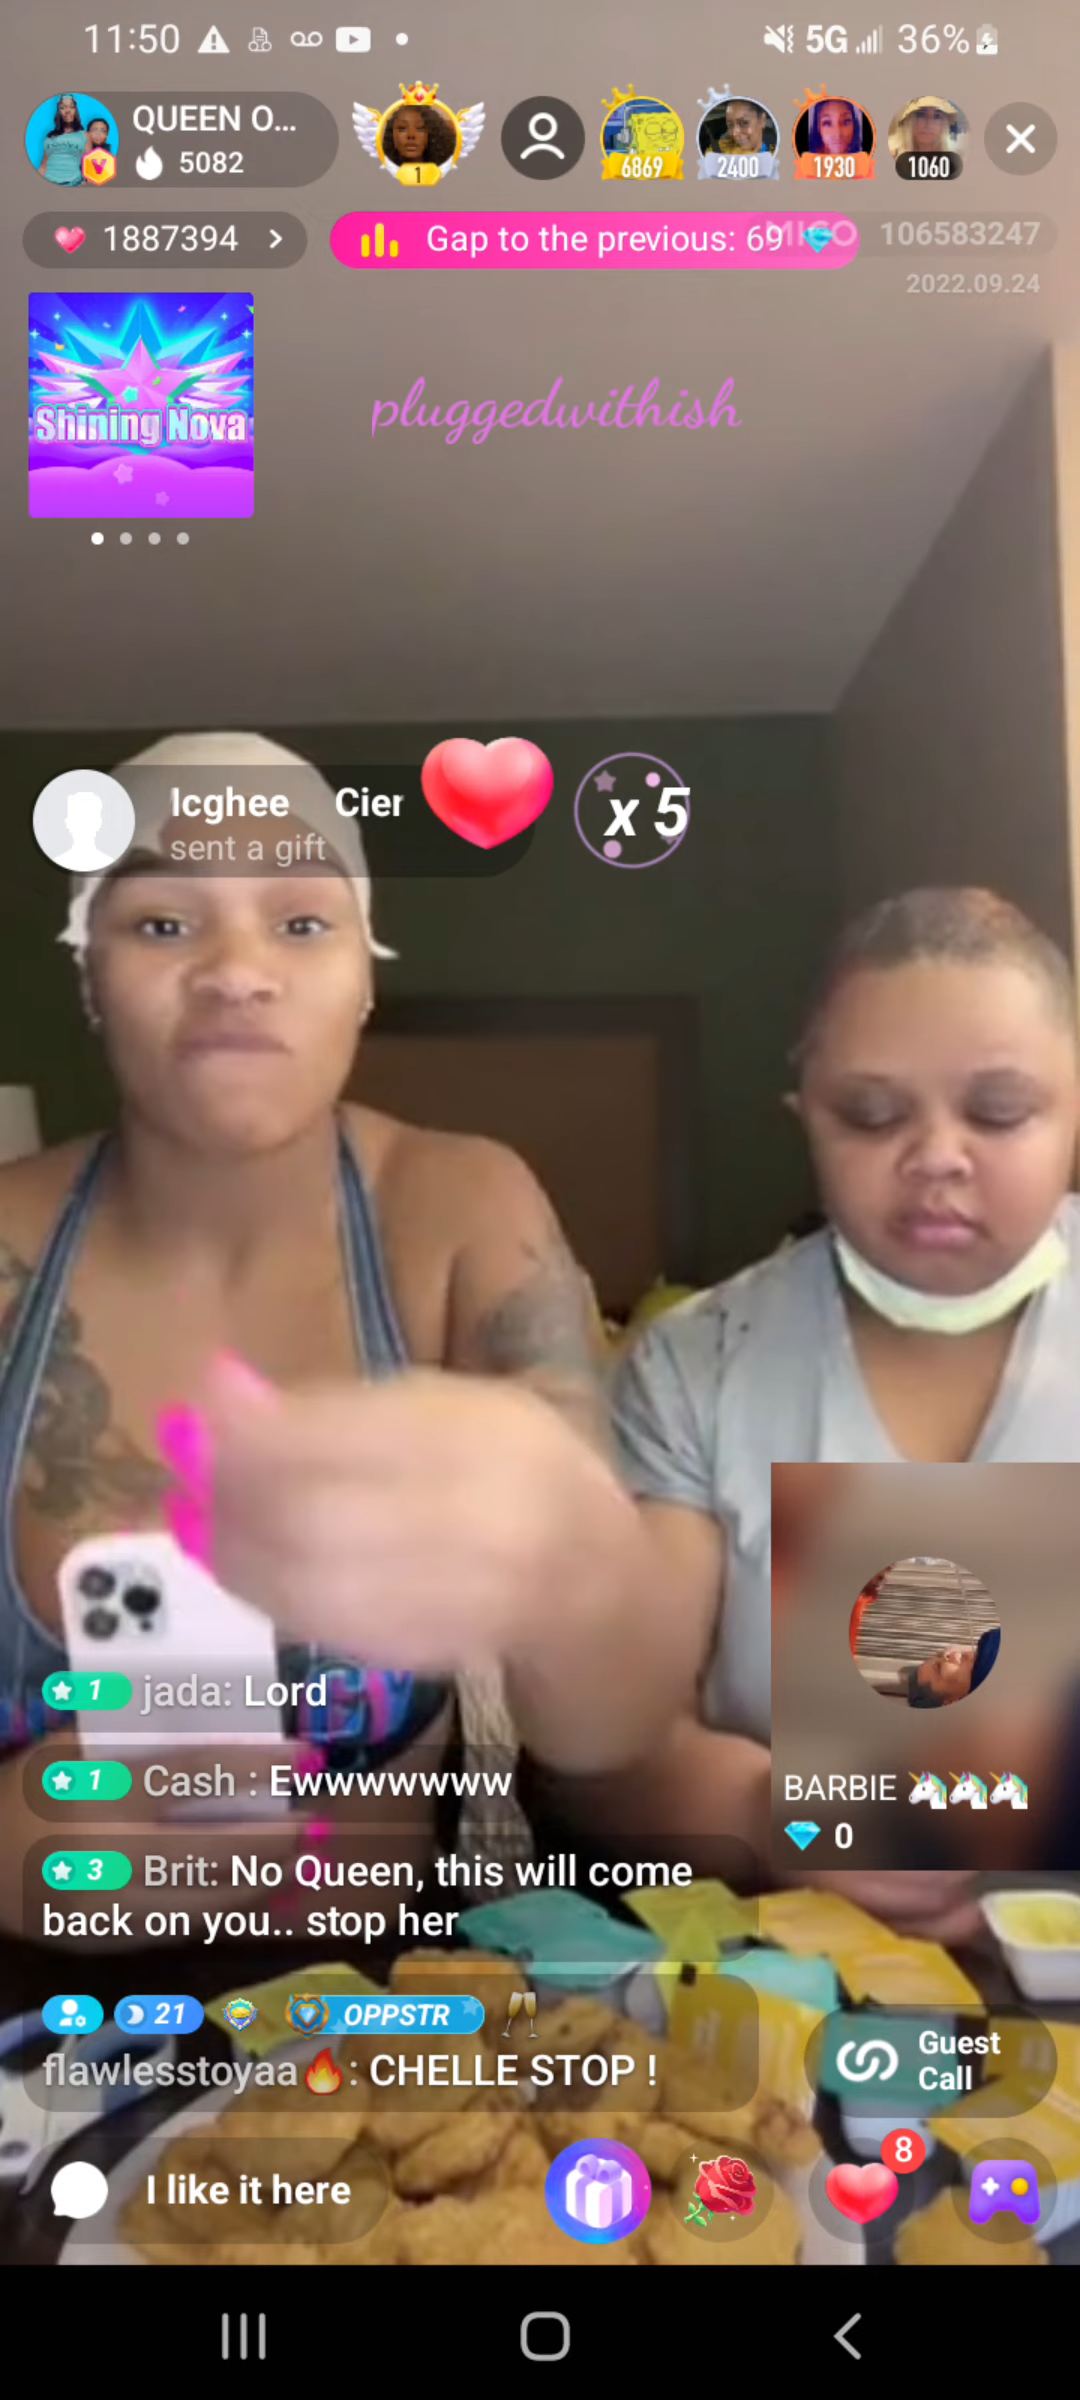 11:50
5G 36%
QUEEN O...
5082
1
6869
2400
1930
1060
1887394 >
Gap to the previous: 69
MICO 106583247
2022.09.24
Shining Nova
pluggedwithish
lcghee Cier
sent a gift
x 5
1 jada: Lord
1 Cash : Ewwwwwww
3 Brit: No Queen, this will come
back on you.. stop her
21 OPPSTR
flawlesstoyaa🔥: CHELLE STOP !
BARBIE 🦄🦄🦄
0
Guest
Call
I like it here
8